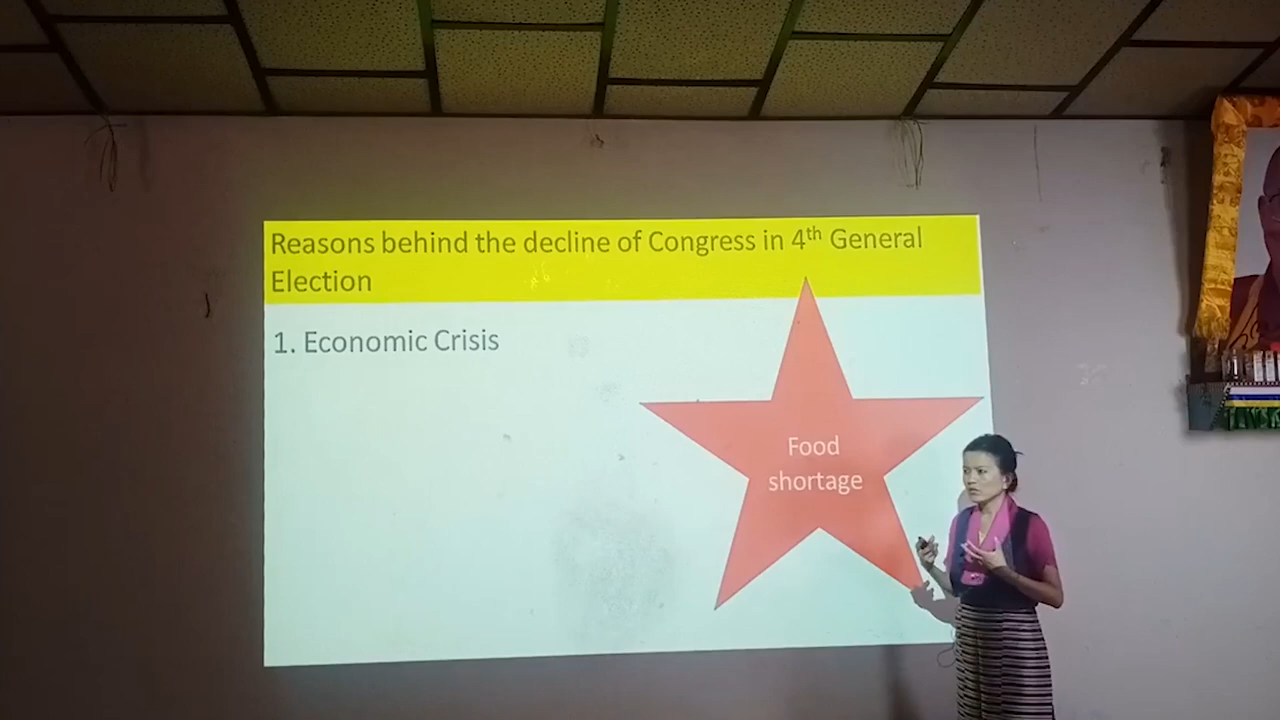 Reasons behind the decline of Congress in 4th General
Election
1. Economic Crisis
Food
shortage